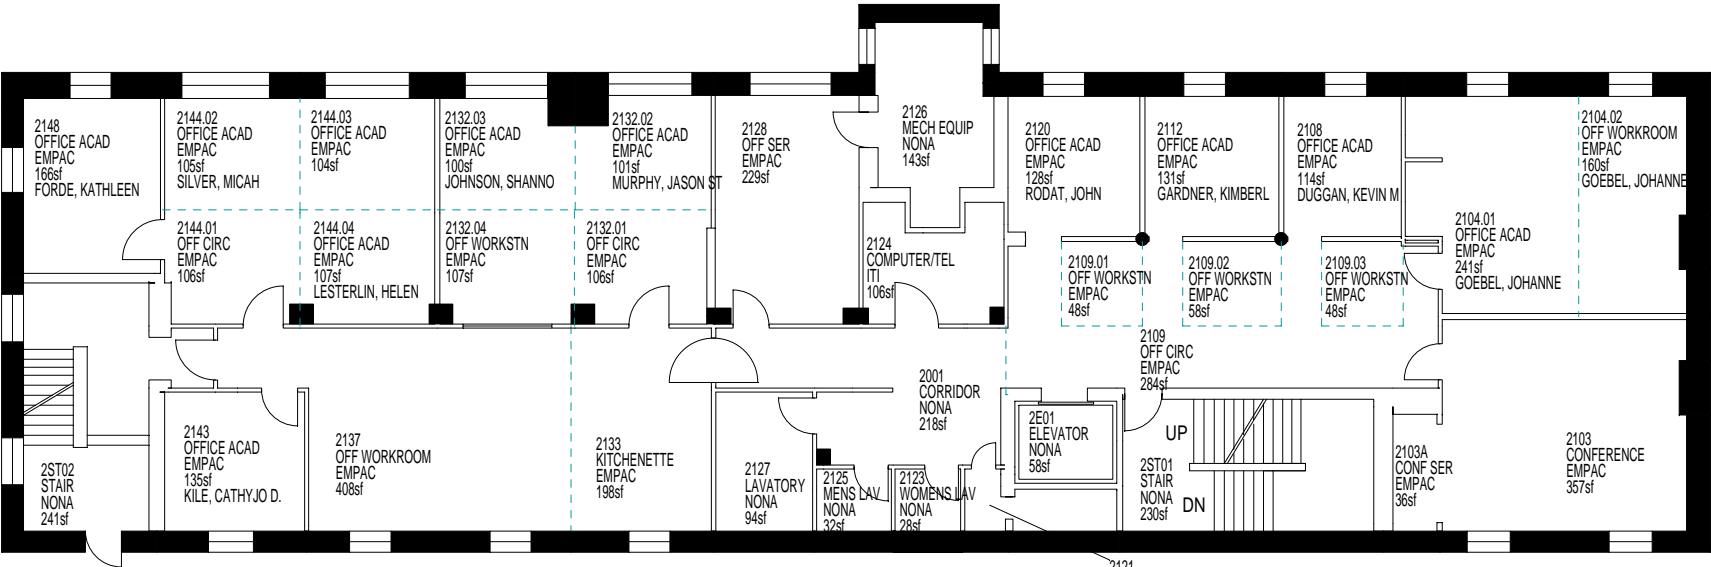 2148
OFFICE ACAD
EMPAC
166sf
FORDE, KATHLEEN
2144.02
OFFICE ACAD
EMPAC
105sf
SILVER, MICAH
2144.03
OFFICE ACAD
EMPAC
104sf
2132.03
OFFICE ACAD
EMPAC
100sf
JOHNSON, SHANNO
2132.02
OFFICE ACAD
EMPAC
101sf
MURPHY, JASON ST
2128
OFF SER
EMPAC
229sf
2126
MECH EQUIP
NONA
143sf
2120
OFFICE ACAD
EMPAC
128sf
RODAT, JOHN
2112
OFFICE ACAD
EMPAC
131sf
GARDNER, KIMBERL
2108
OFFICE ACAD
EMPAC
114sf
DUGGAN, KEVIN M
2104.02
OFF WORKROOM
EMPAC
160sf
GOEBEL, JOHANNE
2144.01
OFF CIRC
EMPAC
106sf
2144.04
OFFICE ACAD
EMPAC
107sf
LESTERLIN, HELEN
2132.04
OFF WORKSTN
EMPAC
107sf
2132.01
OFF CIRC
EMPAC
106sf
2124
COMPUTER/TEL
ITI
106sf
2109.01
OFF WORKSTN
EMPAC
48sf
2109.02
OFF WORKSTN
EMPAC
58sf
2109.03
OFF WORKSTN
EMPAC
48sf
2104.01
OFFICE ACAD
EMPAC
241sf
GOEBEL, JOHANNE
2109
OFF CIRC
EMPAC
284sf
2001
CORRIDOR
NONA
218sf
2ST02
STAIR
NONA
241sf
2143
OFFICE ACAD
EMPAC
135sf
KILE, CATHYJO D.
2137
OFF WORKROOM
EMPAC
408sf
2133
KITCHENETTE
EMPAC
198sf
2127
LAVATORY
NONA
94sf
2125
MENS LAV
NONA
32sf
2123
WOMENS LAV
NONA
28sf
2E01
ELEVATOR
NONA
58sf
UP
2ST01
STAIR
NONA
230sf
DN
2103A
CONF SER
EMPAC
36sf
2103
CONFERENCE
EMPAC
357sf
2121